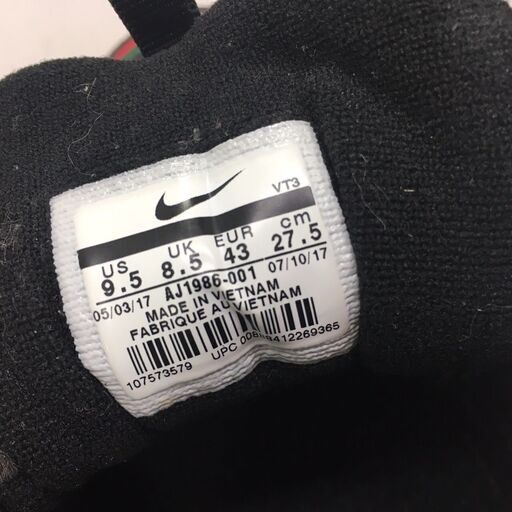 VT3
US UK EUR cm
9.5 8.5 43 27.5
05/03/17 AJ1986-001 07/10/17
MADE IN VIETNAM
FABRIQUE AU VIETNAM
107573579 UPC